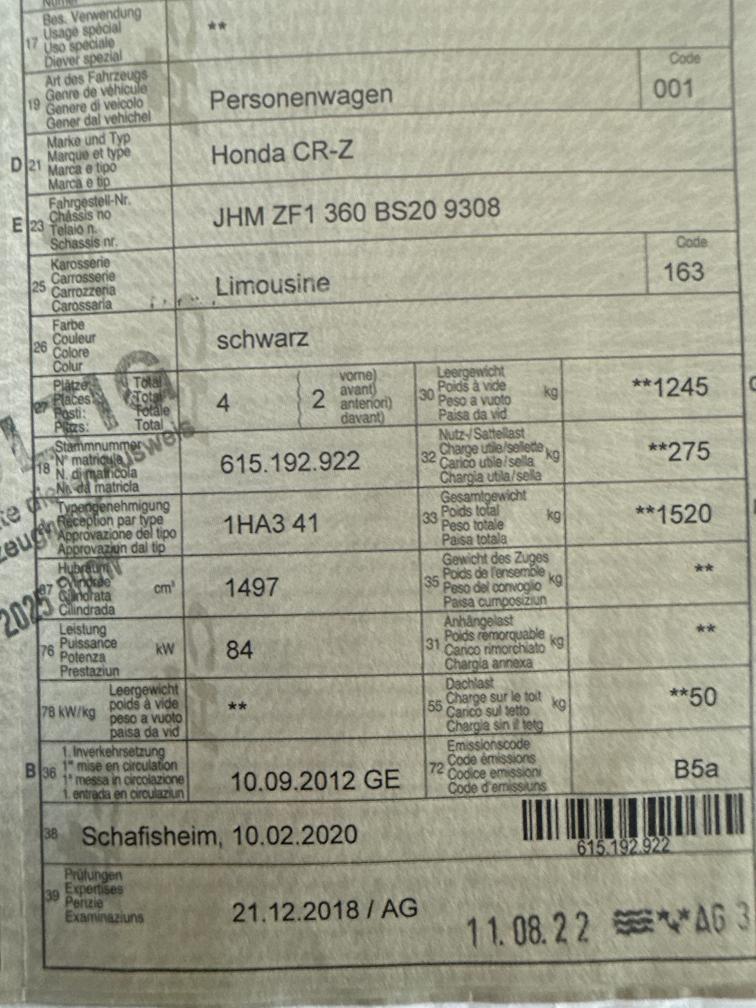 17 Bes. Verwendung
Usage spécial
Uso speciale
Diever spezial
**
19 Art des Fahrzeugs
Genre de véhicule
Genere di veicolo
Gener dal vehichel
Personenwagen
Code
001
D 21 Marke und Typ
Marque et type
Marca e tipo
Marca e tip
Honda CR-Z
E 23 Fahrgestell-Nr.
Châssis no
Telaio n.
Schassis nr.
JHM ZF1 360 BS20 9308
25 Karosserie
Carrosserie
Carrozzeria
Carossaria
Limousine
Code
163
26 Farbe
Couleur
Colore
Colur
schwarz
27 Plätze: Total
Places: Total
Posti: Totale
Plazs: Total
4
2
vorne)
avant)
anteriori)
davant)
30 Leergewicht
Poids à vide
Peso a vuoto
Paisa da vid
kg
**1245
18 Stammnummer
N° matricule
N. di matricola
Nr. da matricla
615.192.922
32 Nutz-/Sattellast
Charge utile/sellette
Carico utile/sella
Chargia utila/sella
kg
**275
Typengenehmigung
Réception par type
Approvazione del tipo
Approvaziun dal tip
1HA3 41
33 Gesamtgewicht
Poids total
Peso totale
Paisa totala
kg
**1520
37 Hubraum
Cylindrée
Cilindrata
Cilindrada
cm³
1497
35 Gewicht des Zuges
Poids de l'ensemble
Peso del convoglio
Paisa cumposiziun
kg
**
76 Leistung
Puissance
Potenza
Prestaziun
kW
84
31 Anhängelast
Poids remorquable
Carico rimorchiato
Chargia annexa
kg
**
78 kW/kg
Leergewicht
poids à vide
peso a vuoto
paisa da vid
**
55 Dachlast
Charge sur le toit
Carico sul tetto
Chargia sin il tetg
kg
**50
B 36 1. Inverkehrsetzung
1re mise en circulation
1a messa in circolazione
1. entrada en circulaziun
10.09.2012 GE
72 Emissionscode
Code émissions
Codice emissioni
Code d'emissiuns
B5a
38 Schafisheim, 10.02.2020
615.192.922
39 Prüfungen
Expertises
Perizie
Examinaziuns
21.12.2018 / AG
11.08.22
AG 3
2025